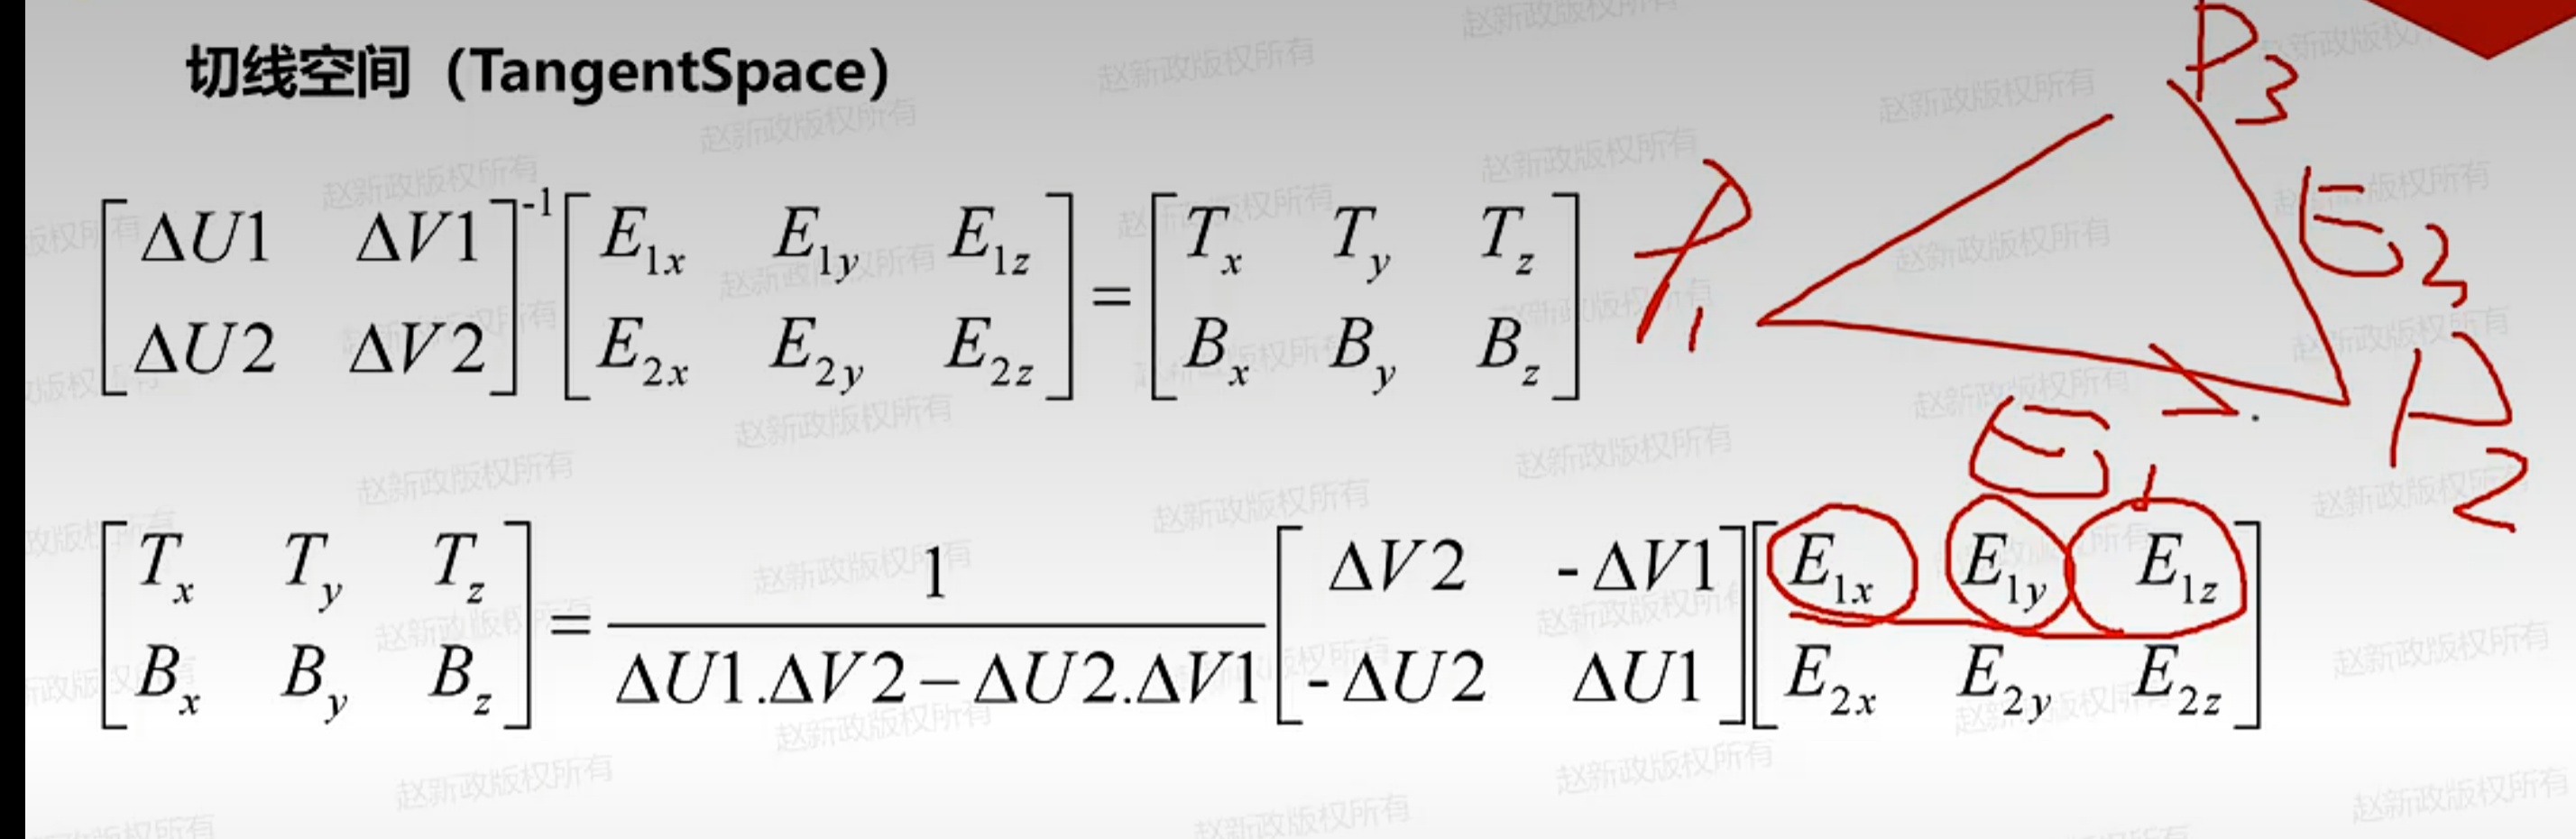 切线空间（TangentSpace）
P3
P1
E2
P2
E1
[ΔU1 ΔV1; ΔU2 ΔV2]^-1 [E1x E1y E1z; E2x E2y E2z] = [Tx Ty Tz; Bx By Bz]
[Tx Ty Tz; Bx By Bz] = 1 / (ΔU1.ΔV2 – ΔU2.ΔV1) [ΔV2 -ΔV1; -ΔU2 ΔU1] [E1x E1y E1z; E2x E2y E2z]
赵新政版权所有